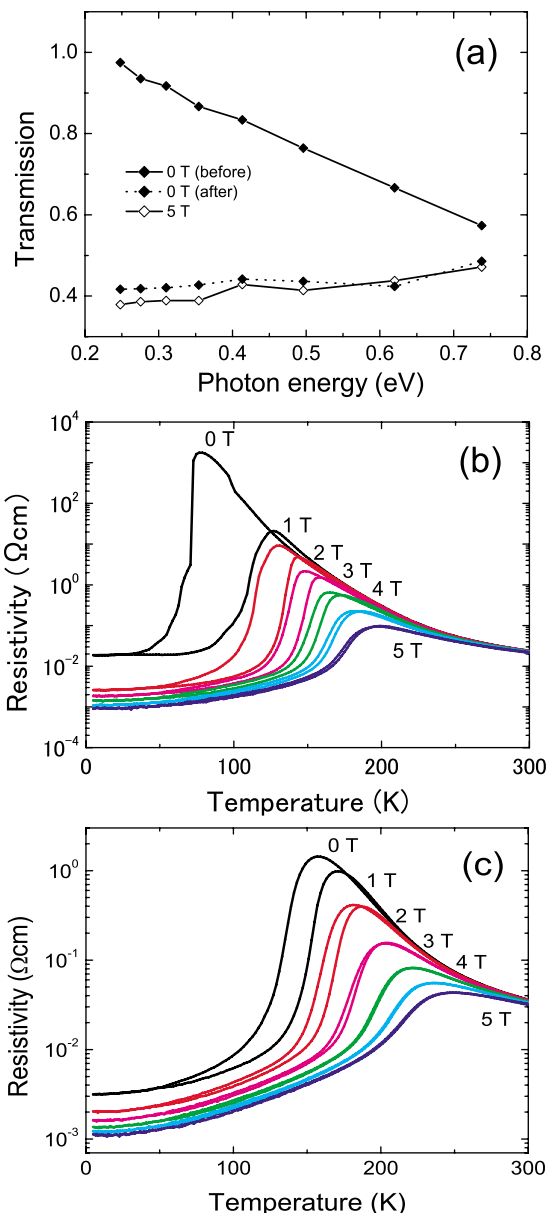 (a)
1.0
0.8
0.6
0.4
Transmission
0 T (before)
0 T (after)
5 T
0.2 0.3 0.4 0.5 0.6 0.7 0.8
Photon energy (eV)
(b)
10^4
10^2
10^0
10^-2
10^-4
Resistivity (Ωcm)
0 T
1 T
2 T
3 T
4 T
5 T
0 100 200 300
Temperature (K)
(c)
10^0
10^-1
10^-2
10^-3
Resistivity (Ωcm)
0 T
1 T
2 T
3 T
4 T
5 T
0 100 200 300
Temperature (K)